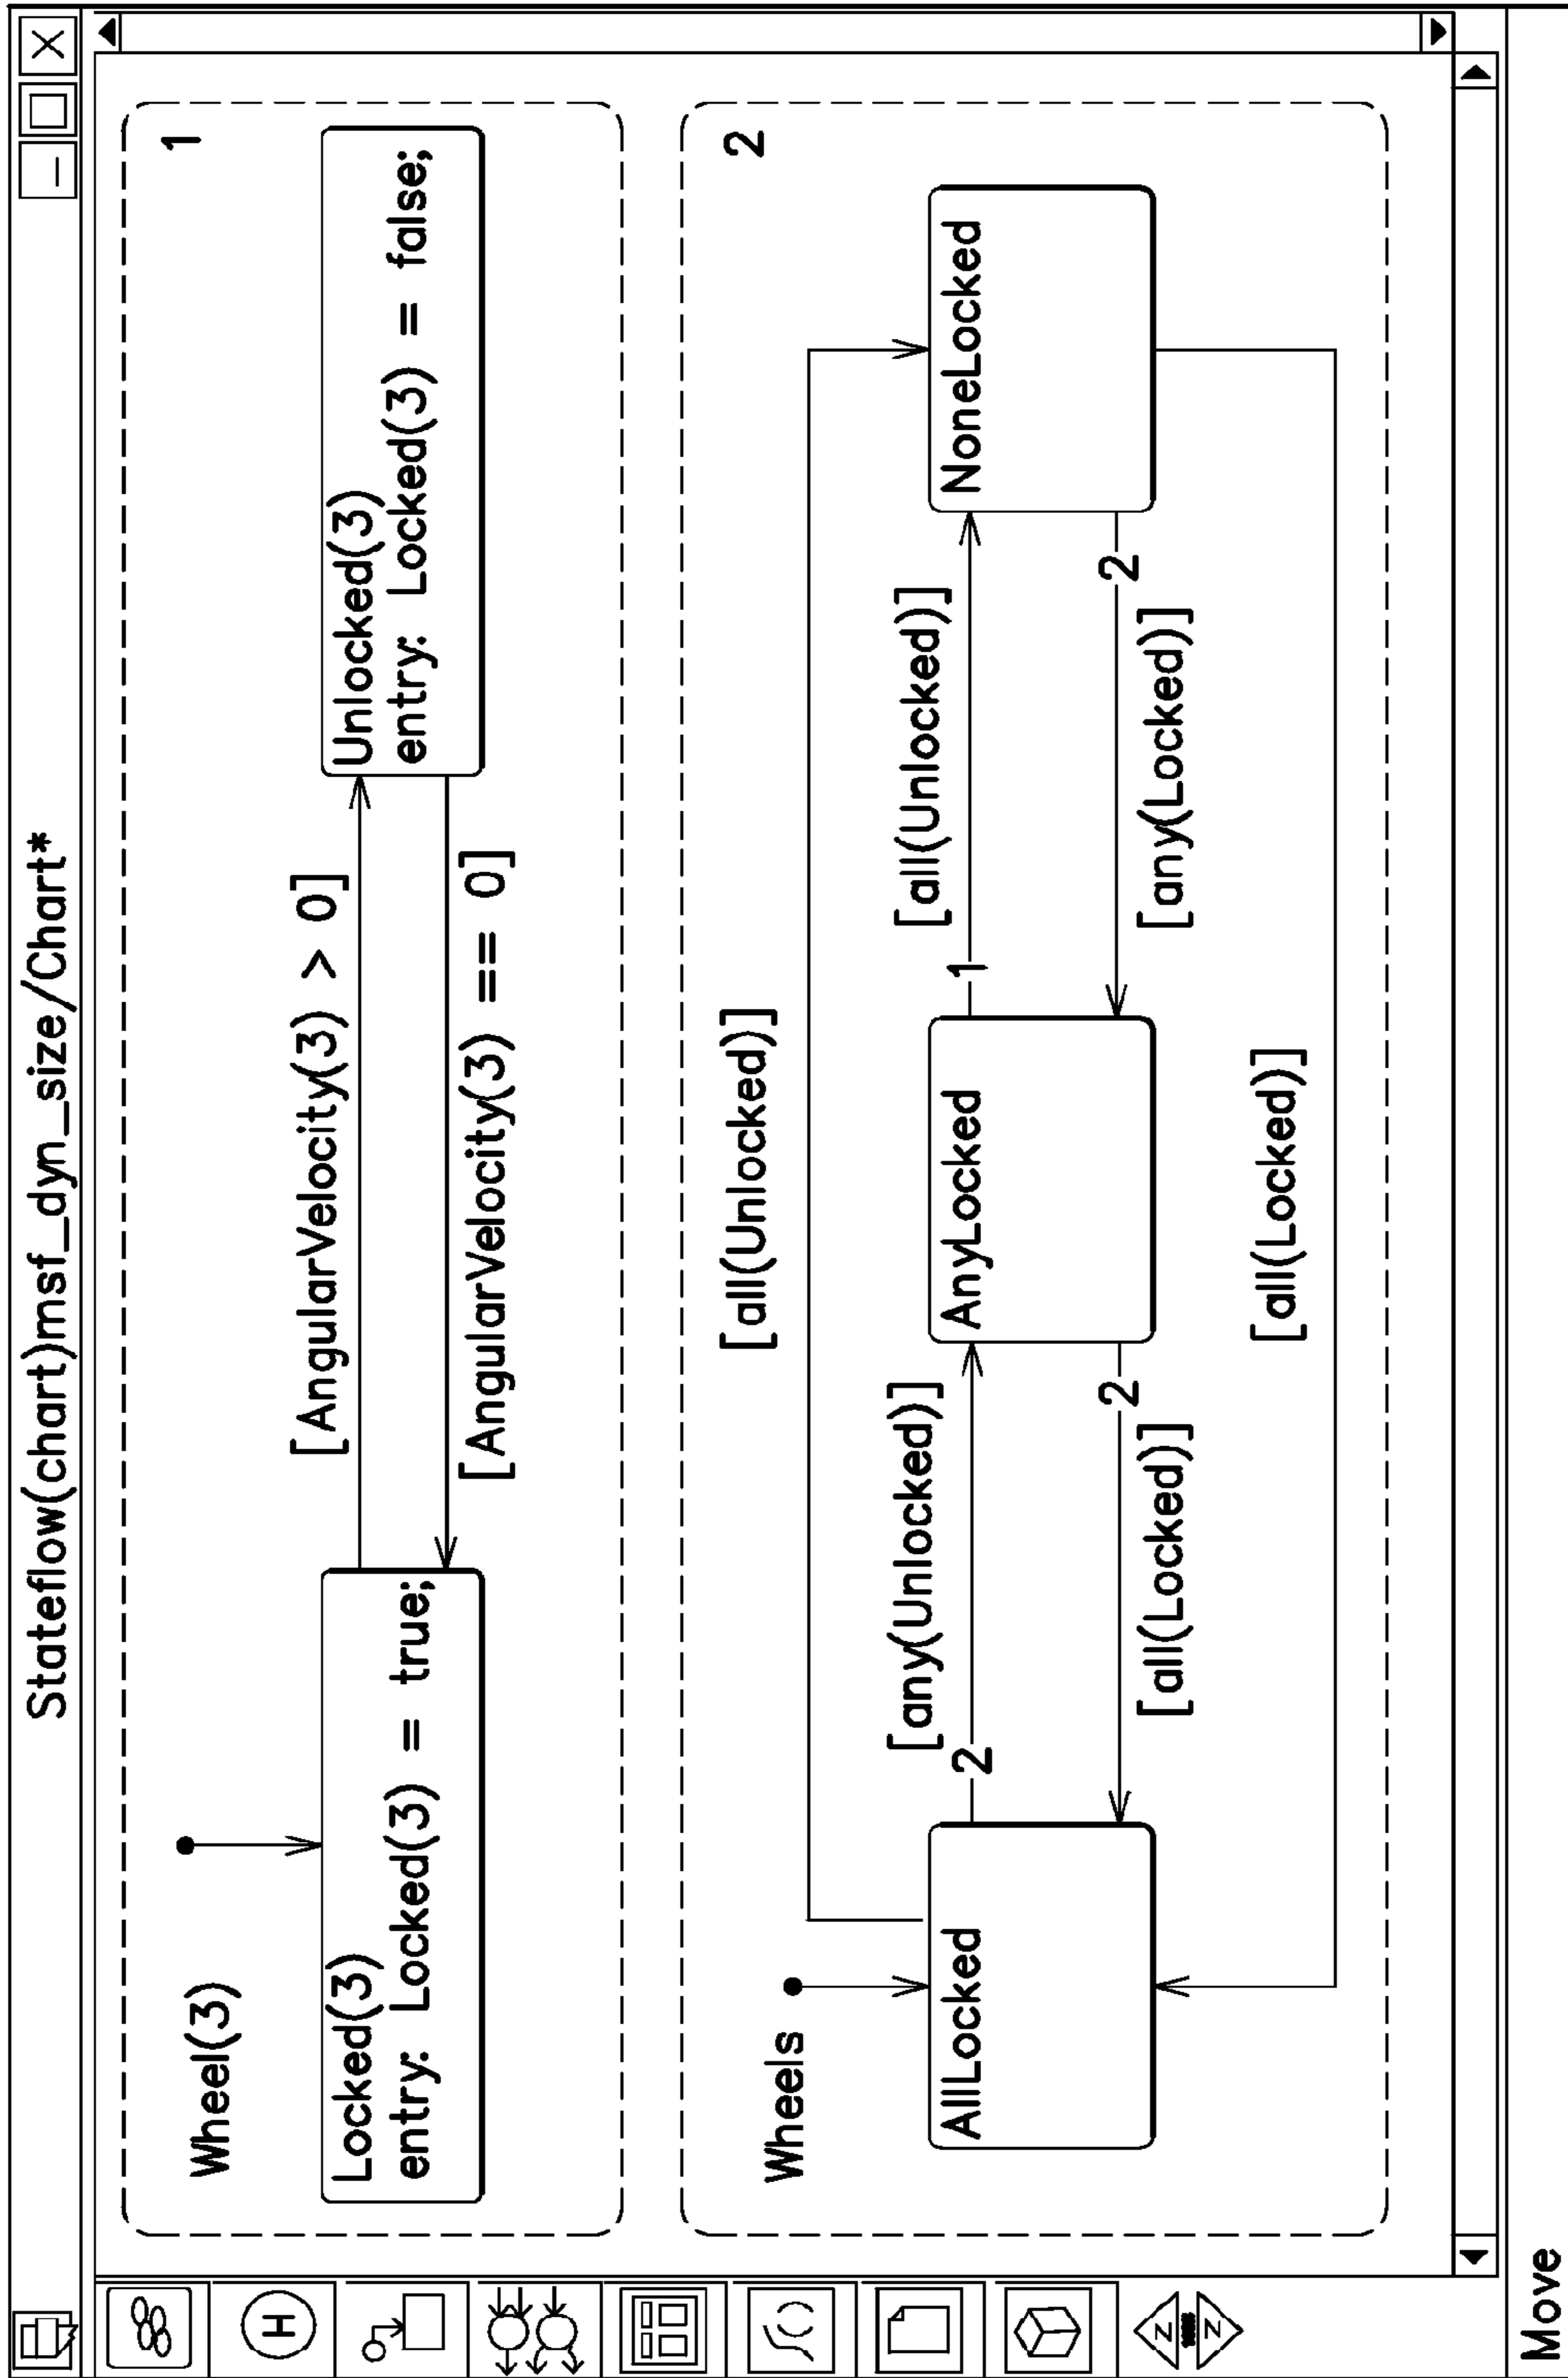 Stateflow(chart)msf_dyn_size/Chart*
Wheel(3)
1
Locked(3)
entry: Locked(3) = true;
[AngularVelocity(3) > 0]
[AngularVelocity(3) == 0]
Unlocked(3)
entry: Locked(3) = false;
Wheels
2
[all(Unlocked)]
AllLocked
2
[any(Unlocked)]
2
[all(Locked)]
AnyLocked
1
[all(Unlocked)]
2
[any(Locked)]
NoneLocked
[all(Locked)]
H
Z
Z
Move